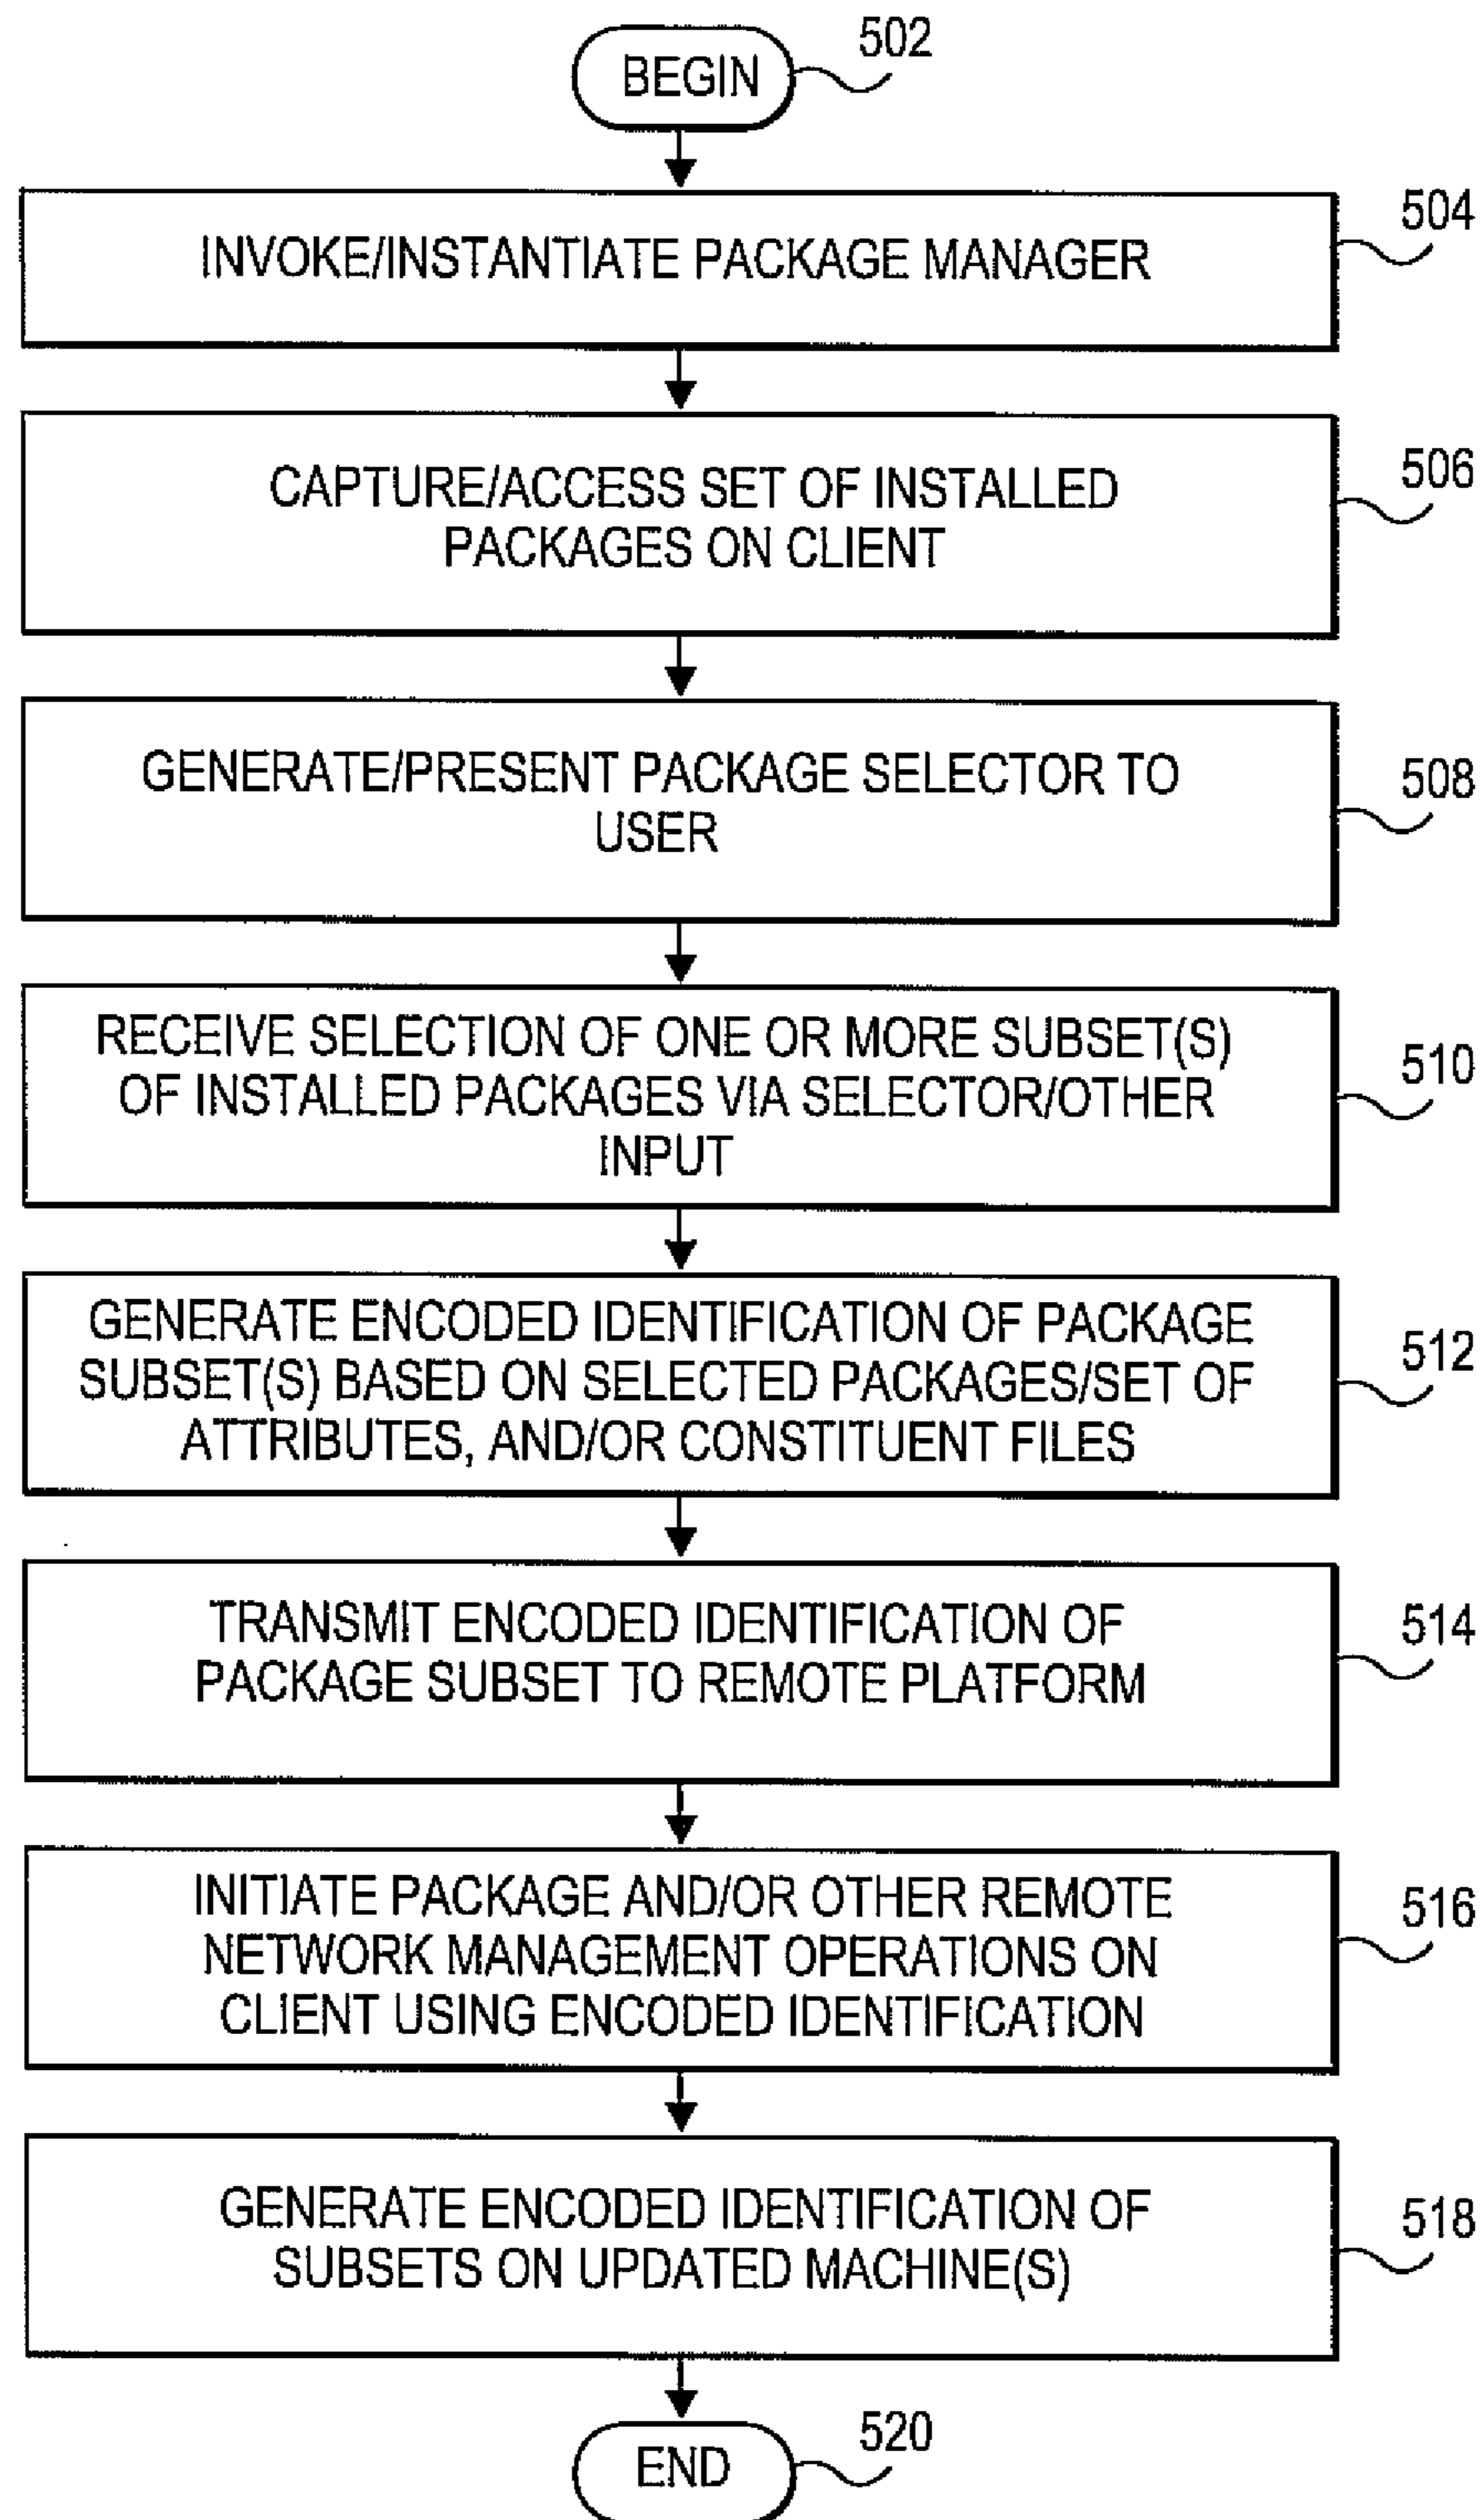 BEGIN
502
INVOKE/INSTANTIATE PACKAGE MANAGER
504
CAPTURE/ACCESS SET OF INSTALLED
PACKAGES ON CLIENT
506
GENERATE/PRESENT PACKAGE SELECTOR TO
USER
508
RECEIVE SELECTION OF ONE OR MORE SUBSET(S)
OF INSTALLED PACKAGES VIA SELECTOR/OTHER
INPUT
510
GENERATE ENCODED IDENTIFICATION OF PACKAGE
SUBSET(S) BASED ON SELECTED PACKAGES/SET OF
ATTRIBUTES, AND/OR CONSTITUENT FILES
512
TRANSMIT ENCODED IDENTIFICATION OF
PACKAGE SUBSET TO REMOTE PLATFORM
514
INITIATE PACKAGE AND/OR OTHER REMOTE
NETWORK MANAGEMENT OPERATIONS ON
CLIENT USING ENCODED IDENTIFICATION
516
GENERATE ENCODED IDENTIFICATION OF
SUBSETS ON UPDATED MACHINE(S)
518
END
520